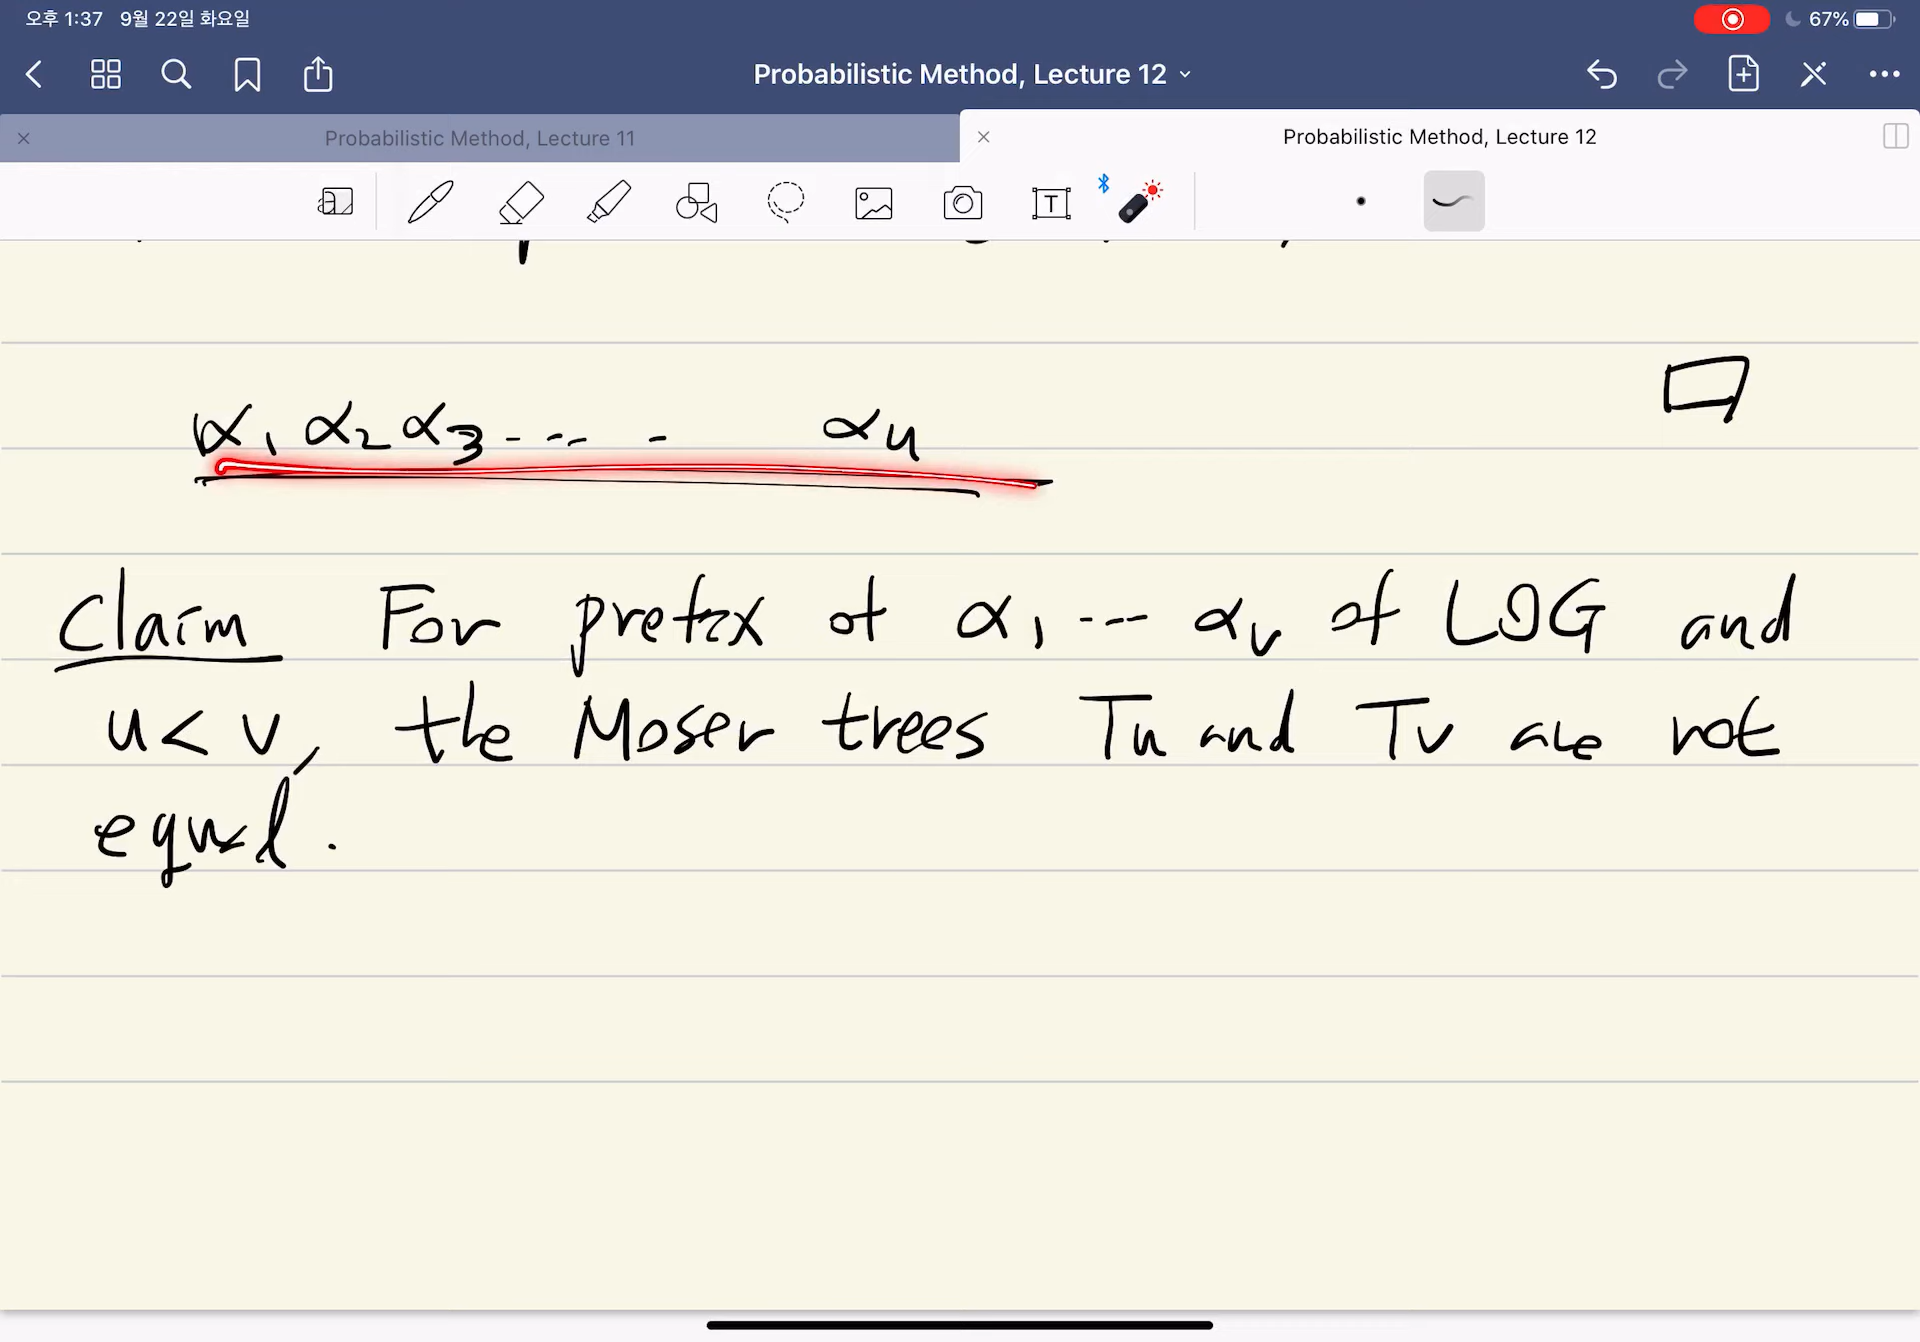 오후 1:37 9월 22일 화요일 67%
Probabilistic Method, Lecture 12
Probabilistic Method, Lecture 11
Probabilistic Method, Lecture 12
α₁ α₂ α₃ - --- - αu
Claim For prefix of α₁ --- αv of LOG and
u < v, the Moser trees Tu and Tv are not
equal.